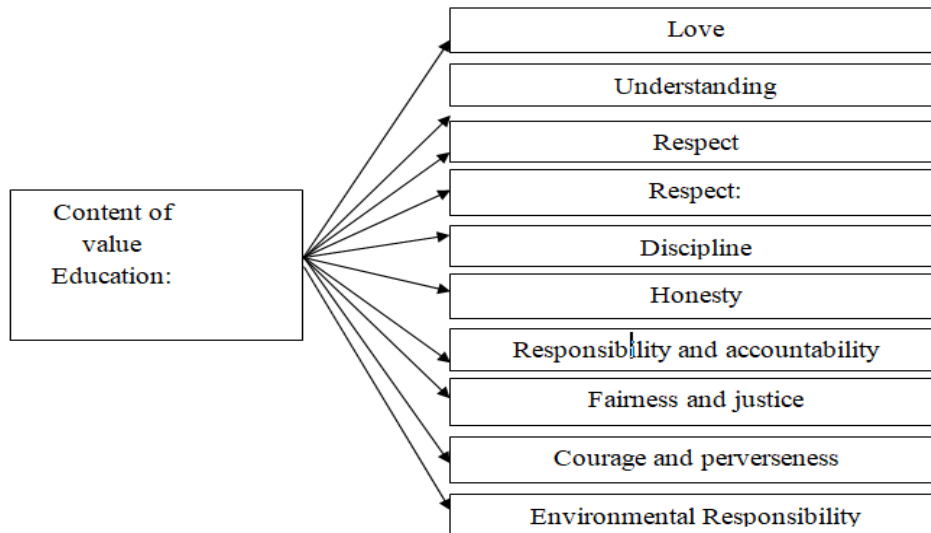 Love
Understanding
Respect
Respect:
Content of
value
Education:
Discipline
Honesty
Responsibility and accountability
Fairness and justice
Courage and perverseness
Environmental Responsibility